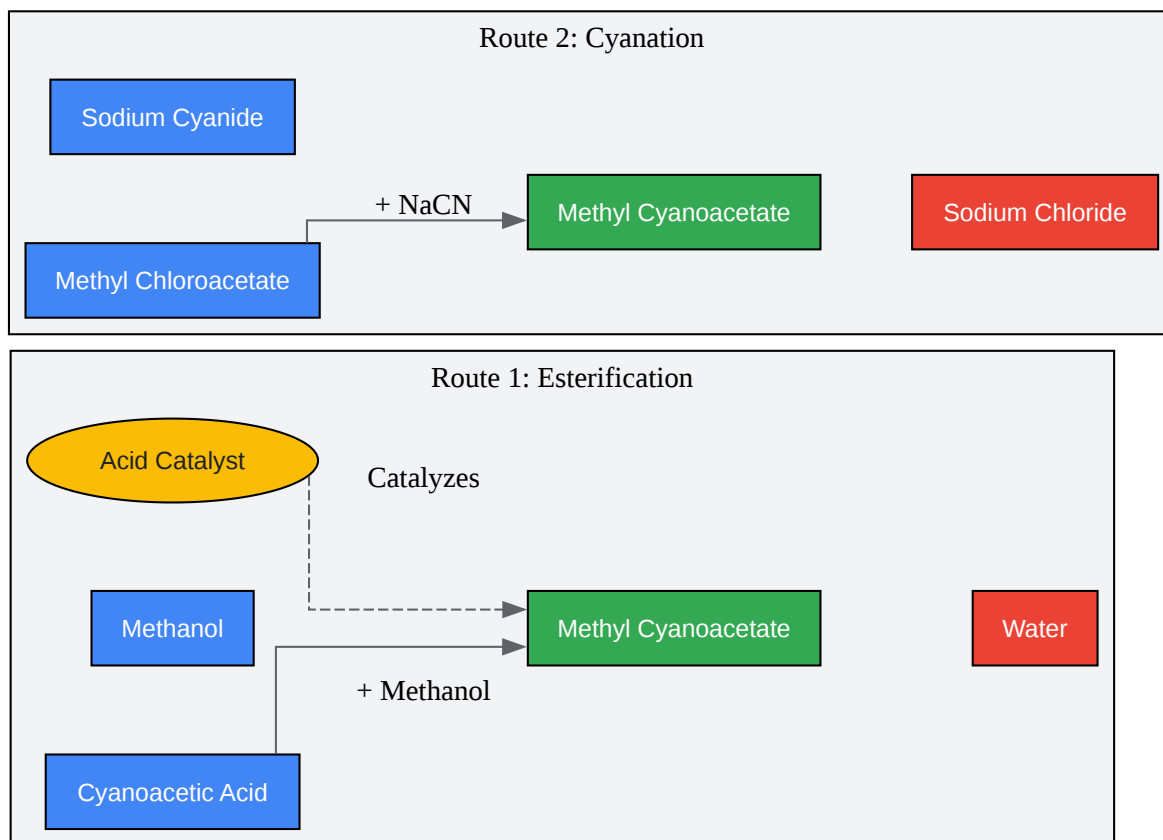 Route 2: Cyanation
Sodium Cyanide
+ NaCN
Methyl Cyanoacetate
Sodium Chloride
Methyl Chloroacetate
Route 1: Esterification
Acid Catalyst
Catalyzes
Methanol
Methyl Cyanoacetate
Water
+ Methanol
Cyanoacetic Acid